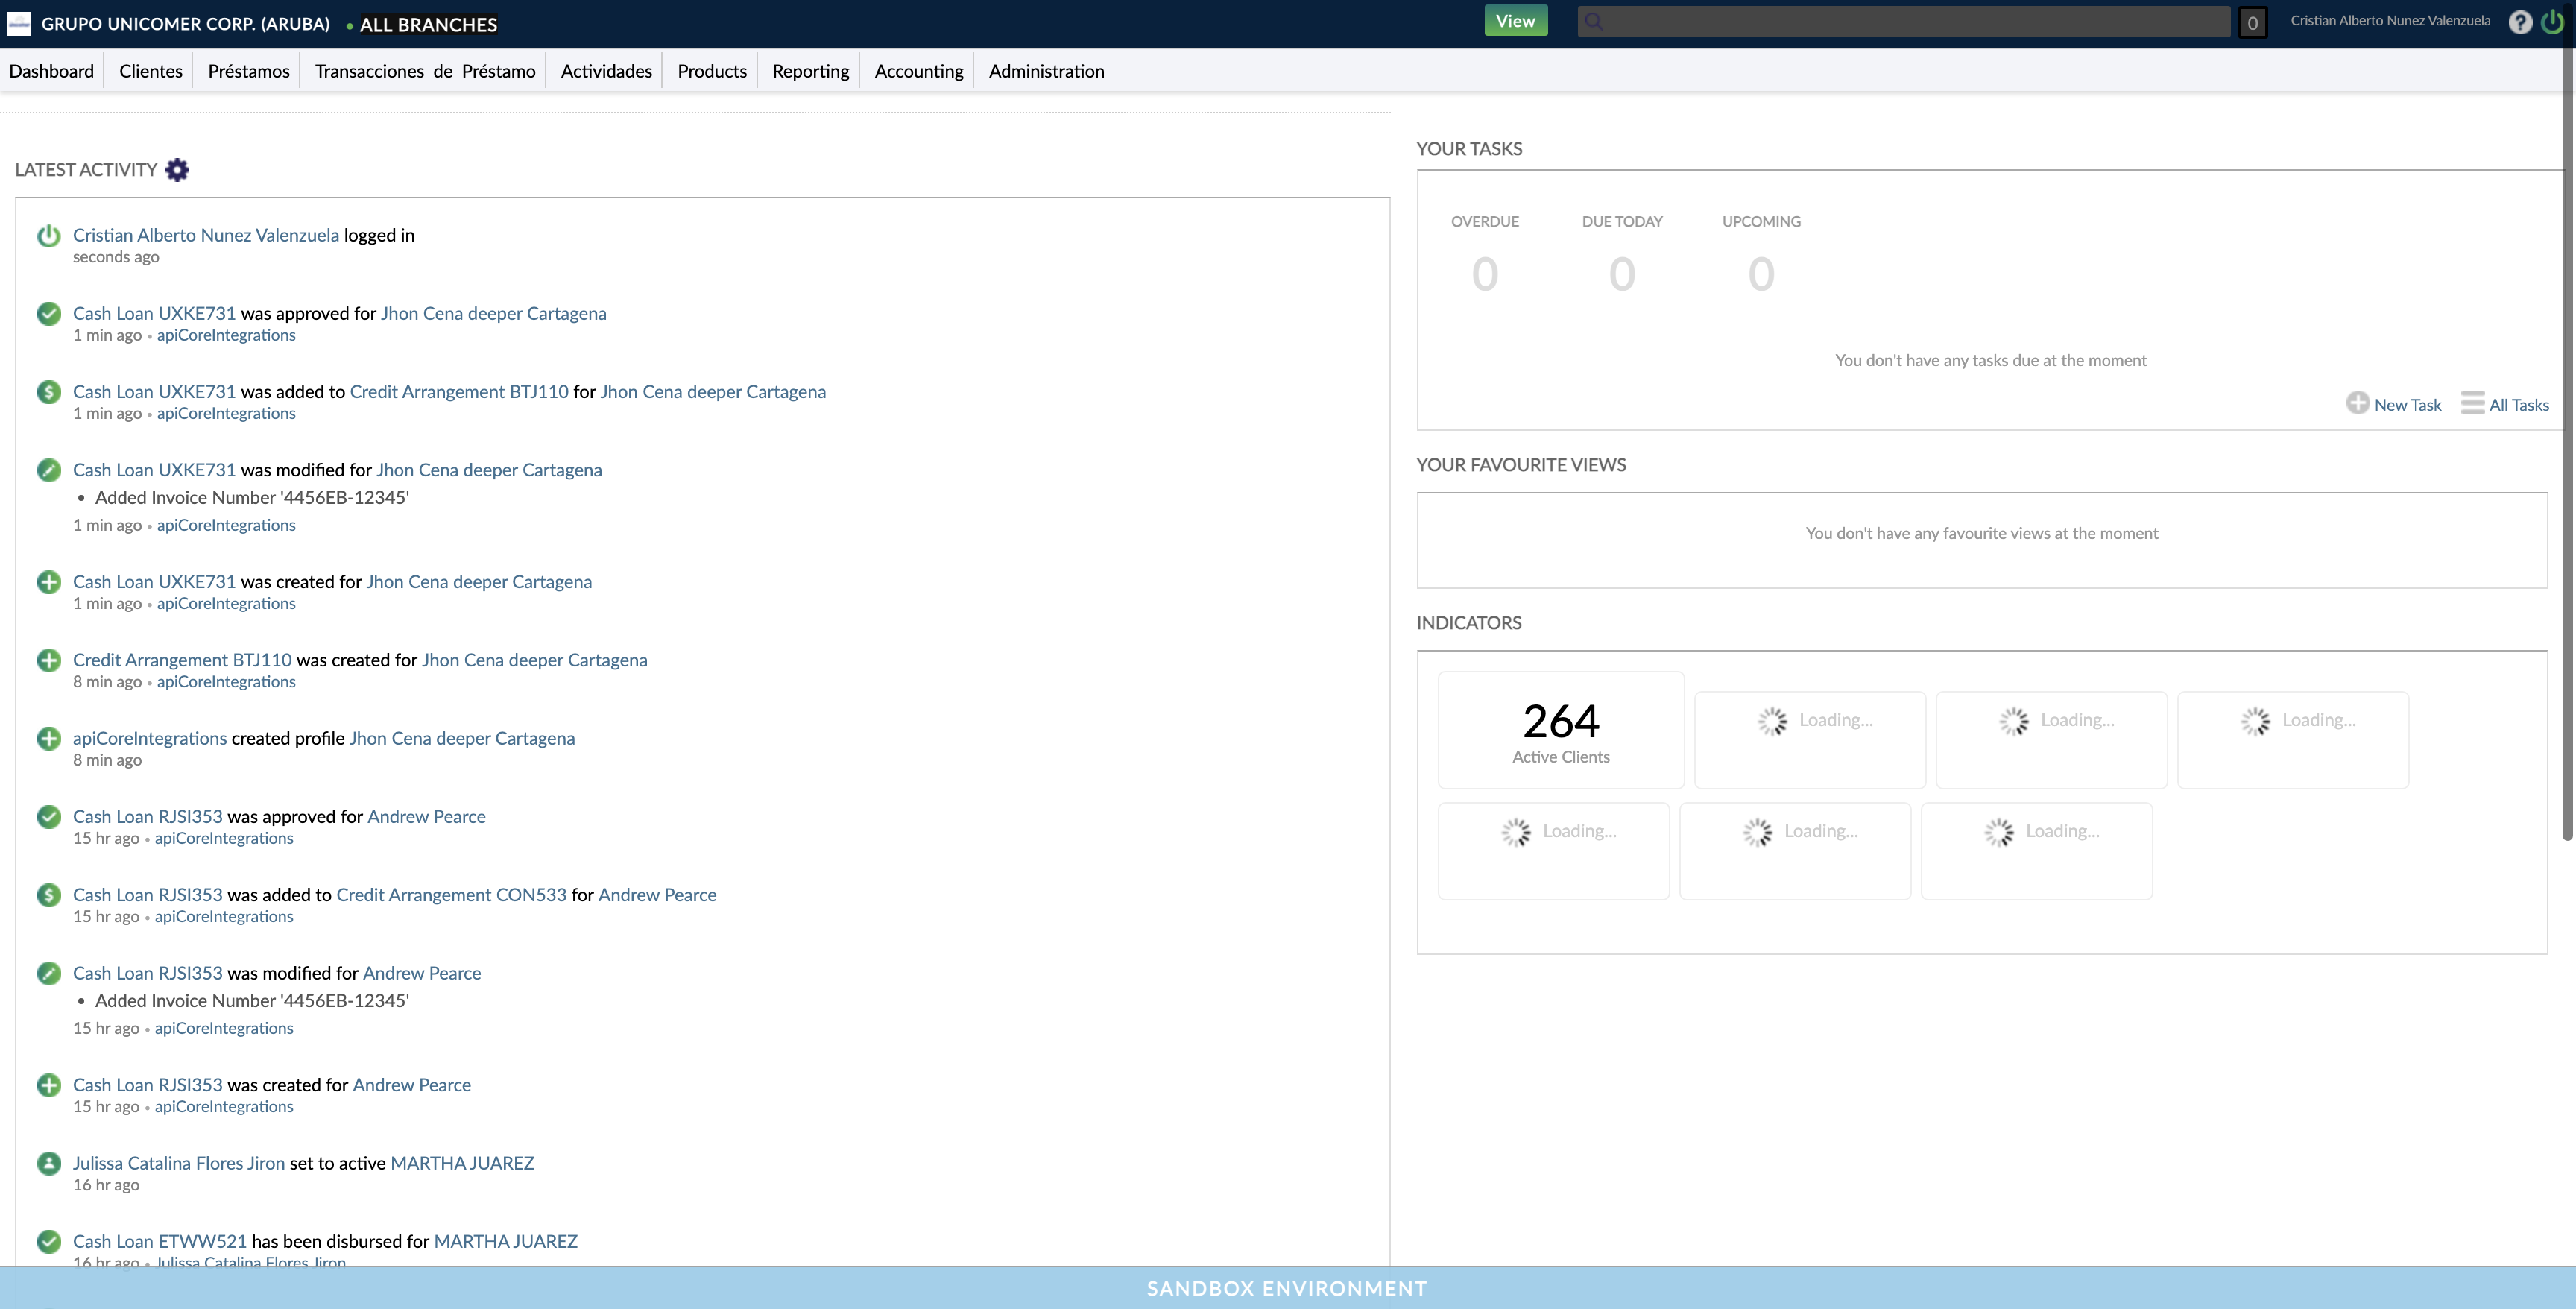 GRUPO UNICOMER CORP. (ARUBA) • ALL BRANCHES
View
0
Cristian Alberto Nunez Valenzuela
?
Dashboard
Clientes
Préstamos
Transacciones de Préstamo
Actividades
Products
Reporting
Accounting
Administration
LATEST ACTIVITY
Cristian Alberto Nunez Valenzuela logged in
seconds ago
Cash Loan UXKE731 was approved for Jhon Cena deeper Cartagena
1 min ago • apiCoreIntegrations
Cash Loan UXKE731 was added to Credit Arrangement BTJ110 for Jhon Cena deeper Cartagena
1 min ago • apiCoreIntegrations
Cash Loan UXKE731 was modified for Jhon Cena deeper Cartagena
• Added Invoice Number '4456EB-12345'
1 min ago • apiCoreIntegrations
Cash Loan UXKE731 was created for Jhon Cena deeper Cartagena
1 min ago • apiCoreIntegrations
Credit Arrangement BTJ110 was created for Jhon Cena deeper Cartagena
8 min ago • apiCoreIntegrations
apiCoreIntegrations created profile Jhon Cena deeper Cartagena
8 min ago
Cash Loan RJSI353 was approved for Andrew Pearce
15 hr ago • apiCoreIntegrations
Cash Loan RJSI353 was added to Credit Arrangement CON533 for Andrew Pearce
15 hr ago • apiCoreIntegrations
Cash Loan RJSI353 was modified for Andrew Pearce
• Added Invoice Number '4456EB-12345'
15 hr ago • apiCoreIntegrations
Cash Loan RJSI353 was created for Andrew Pearce
15 hr ago • apiCoreIntegrations
Julissa Catalina Flores Jiron set to active MARTHA JUAREZ
16 hr ago
Cash Loan ETWW521 has been disbursed for MARTHA JUAREZ
16 hr ago • Julissa Catalina Flores Jiron
YOUR TASKS
OVERDUE
DUE TODAY
UPCOMING
0
0
0
You don't have any tasks due at the moment
New Task
All Tasks
YOUR FAVOURITE VIEWS
You don't have any favourite views at the moment
INDICATORS
264
Active Clients
Loading...
Loading...
Loading...
Loading...
Loading...
Loading...
SANDBOX ENVIRONMENT